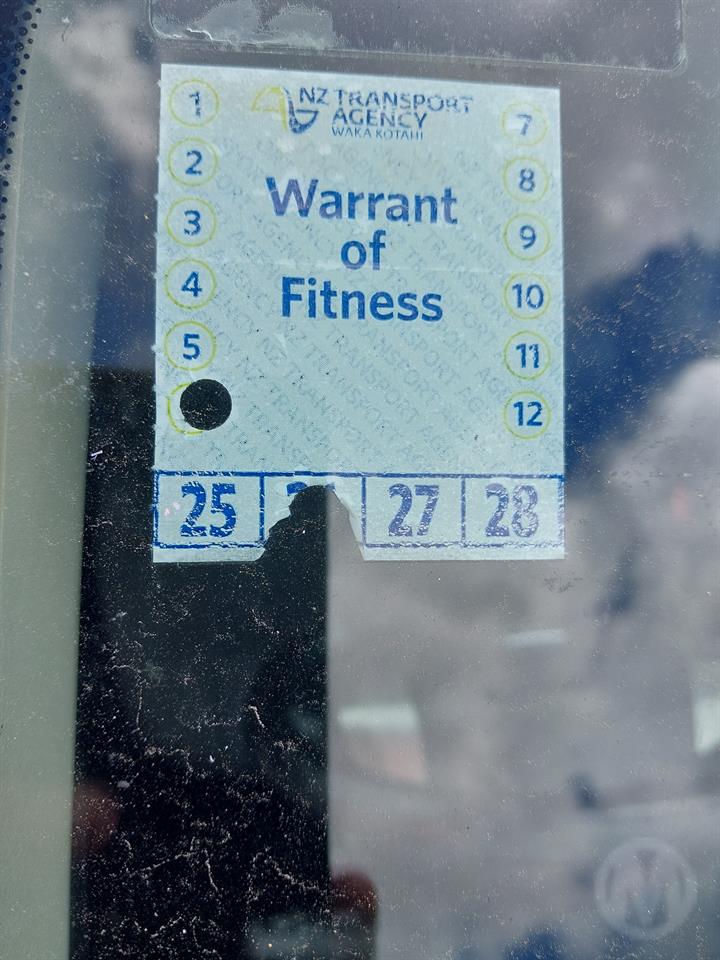 NZ TRANSPORT
AGENCY
WAKA KOTAHI
Warrant
of
Fitness
1
2
3
4
5
7
8
9
10
11
12
25
27
28